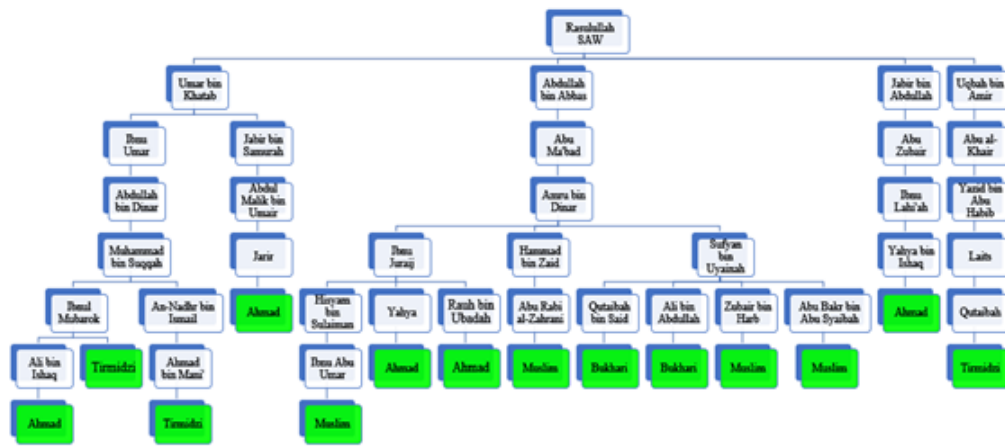 Rasulullah
SAW
Umar bin
Khatab
Abdullah
bin Abbas
Jabir bin
Abdullah
Uqbah bin
Amir
Ibnu
Umar
Jabir bin
Samurah
Abu
Ma'bad
Abu
Zubair
Abu al-
Khair
Abdullah
bin Dinar
Abdul
Malik bin
Umair
Amru bin
Dinar
Ibnu
Lahi'ah
Yazid bin
Abu
Habib
Muhammad
bin Suqqah
Jarir
Ibnu
Juraij
Hammad
bin Zaid
Sufyan
bin
Uyainah
Yahya bin
Ishaq
Laits
Ibnul
Mubarok
An-Nadhr bin
Ismail
Ahmad
Hisyam
bin
Sulaiman
Yahya
Rauh bin
Ubadah
Abu Rabi
al-Zahrani
Qutaibah
bin Said
Ali bin
Abdullah
Zubair bin
Harb
Abu Bakr bin
Abu Syaibah
Ahmad
Qutaibah
Ali bin
Ishaq
Tirmidzi
Ahmad
bin Mani'
Ibnu Abu
Umar
Ahmad
Ahmad
Muslim
Bukhari
Bukhari
Muslim
Muslim
Tirmidzi
Ahmad
Tirmidzi
Muslim